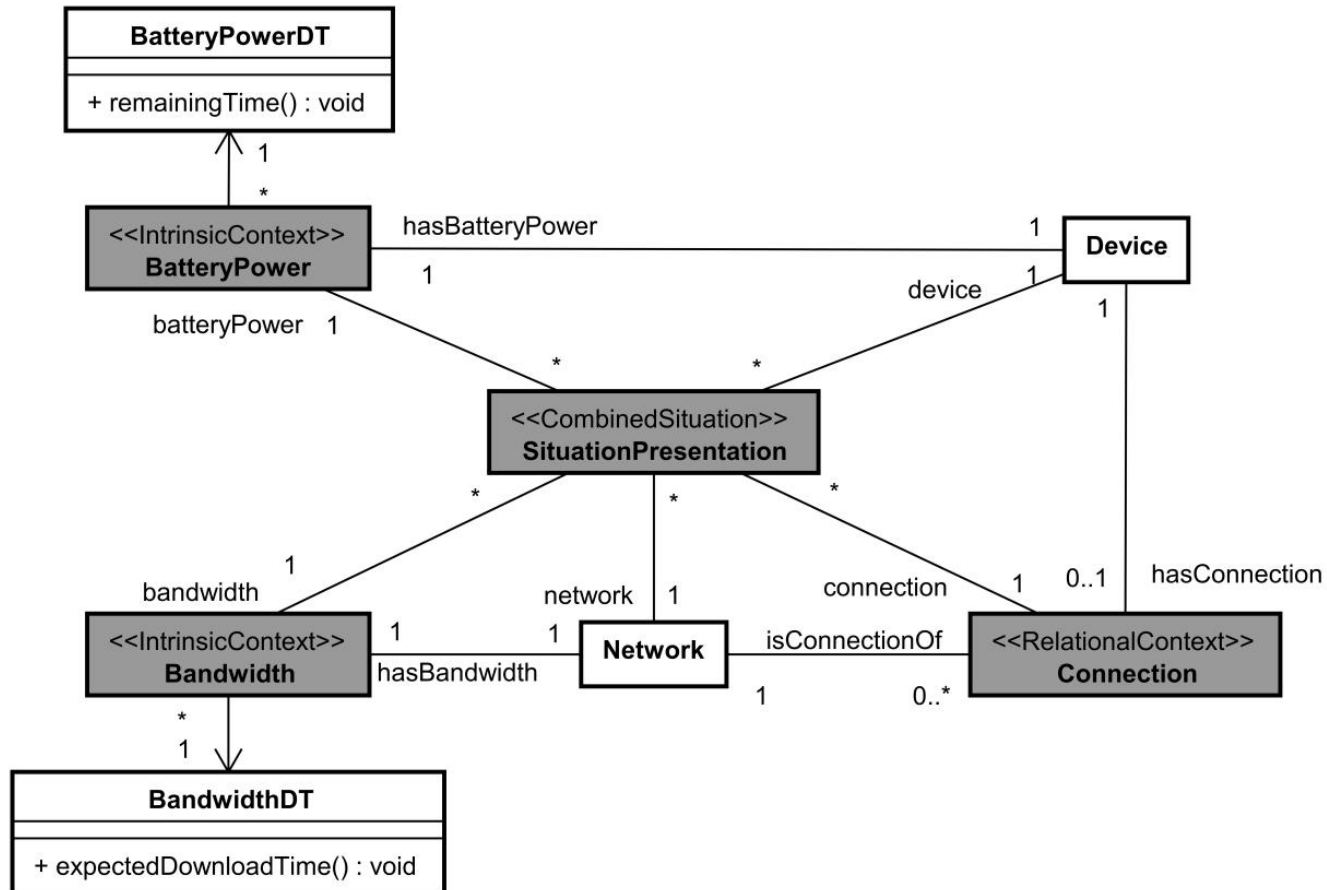 BatteryPowerDT
+ remainingTime() : void
1
*
<<IntrinsicContext>>
BatteryPower
hasBatteryPower
1
1
Device
device
1
1
batteryPower
1
*
*
<<CombinedSituation>>
SituationPresentation
*
*
*
1
bandwidth
network
1
connection
1
0..1
hasConnection
<<IntrinsicContext>>
Bandwidth
1
hasBandwidth
1
Network
isConnectionOf
1
0..*
<<RelationalContext>>
Connection
*
1
BandwidthDT
+ expectedDownloadTime() : void